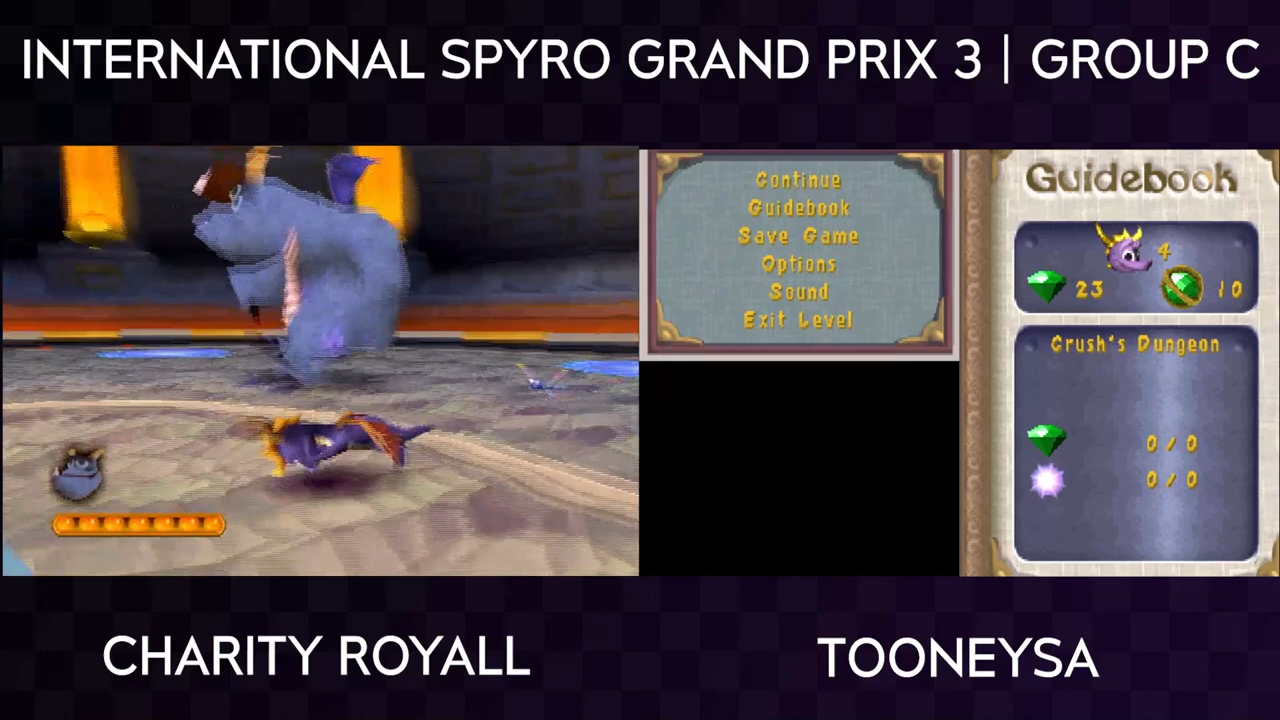 INTERNATIONAL SPYRO GRAND PRIX 3 | GROUP C
Continue
Guidebook
Save Game
Options
Sound
Exit Level
Guidebook
4
23
10
Crush's Dungeon
0 / 0
0 / 0
CHARITY ROYALL
TOONEYSA